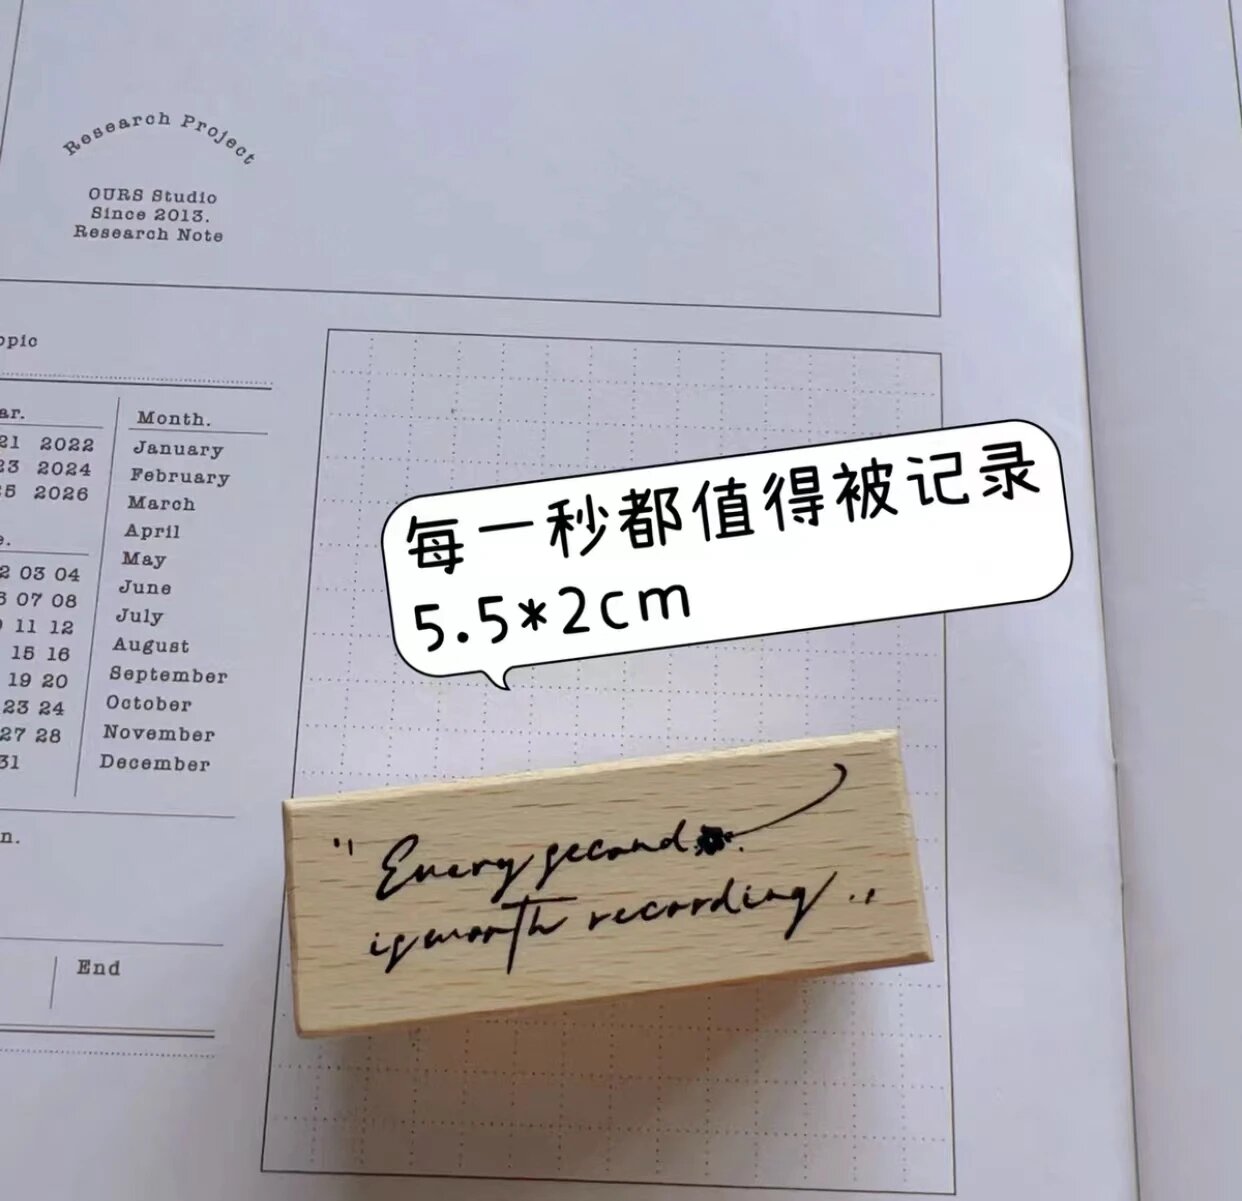 Research Project
OURS Studio
Since 2013.
Research Note
Month.
21 2022
January
23 2024
February
2026
March
April
03 04
May
07 08
June
11 12
July
15 16
August
19 20
September
23 24
October
27 28
November
31
December
End
每一秒都值得被记录
5.5*2cm
" Every second
is worth recording ..